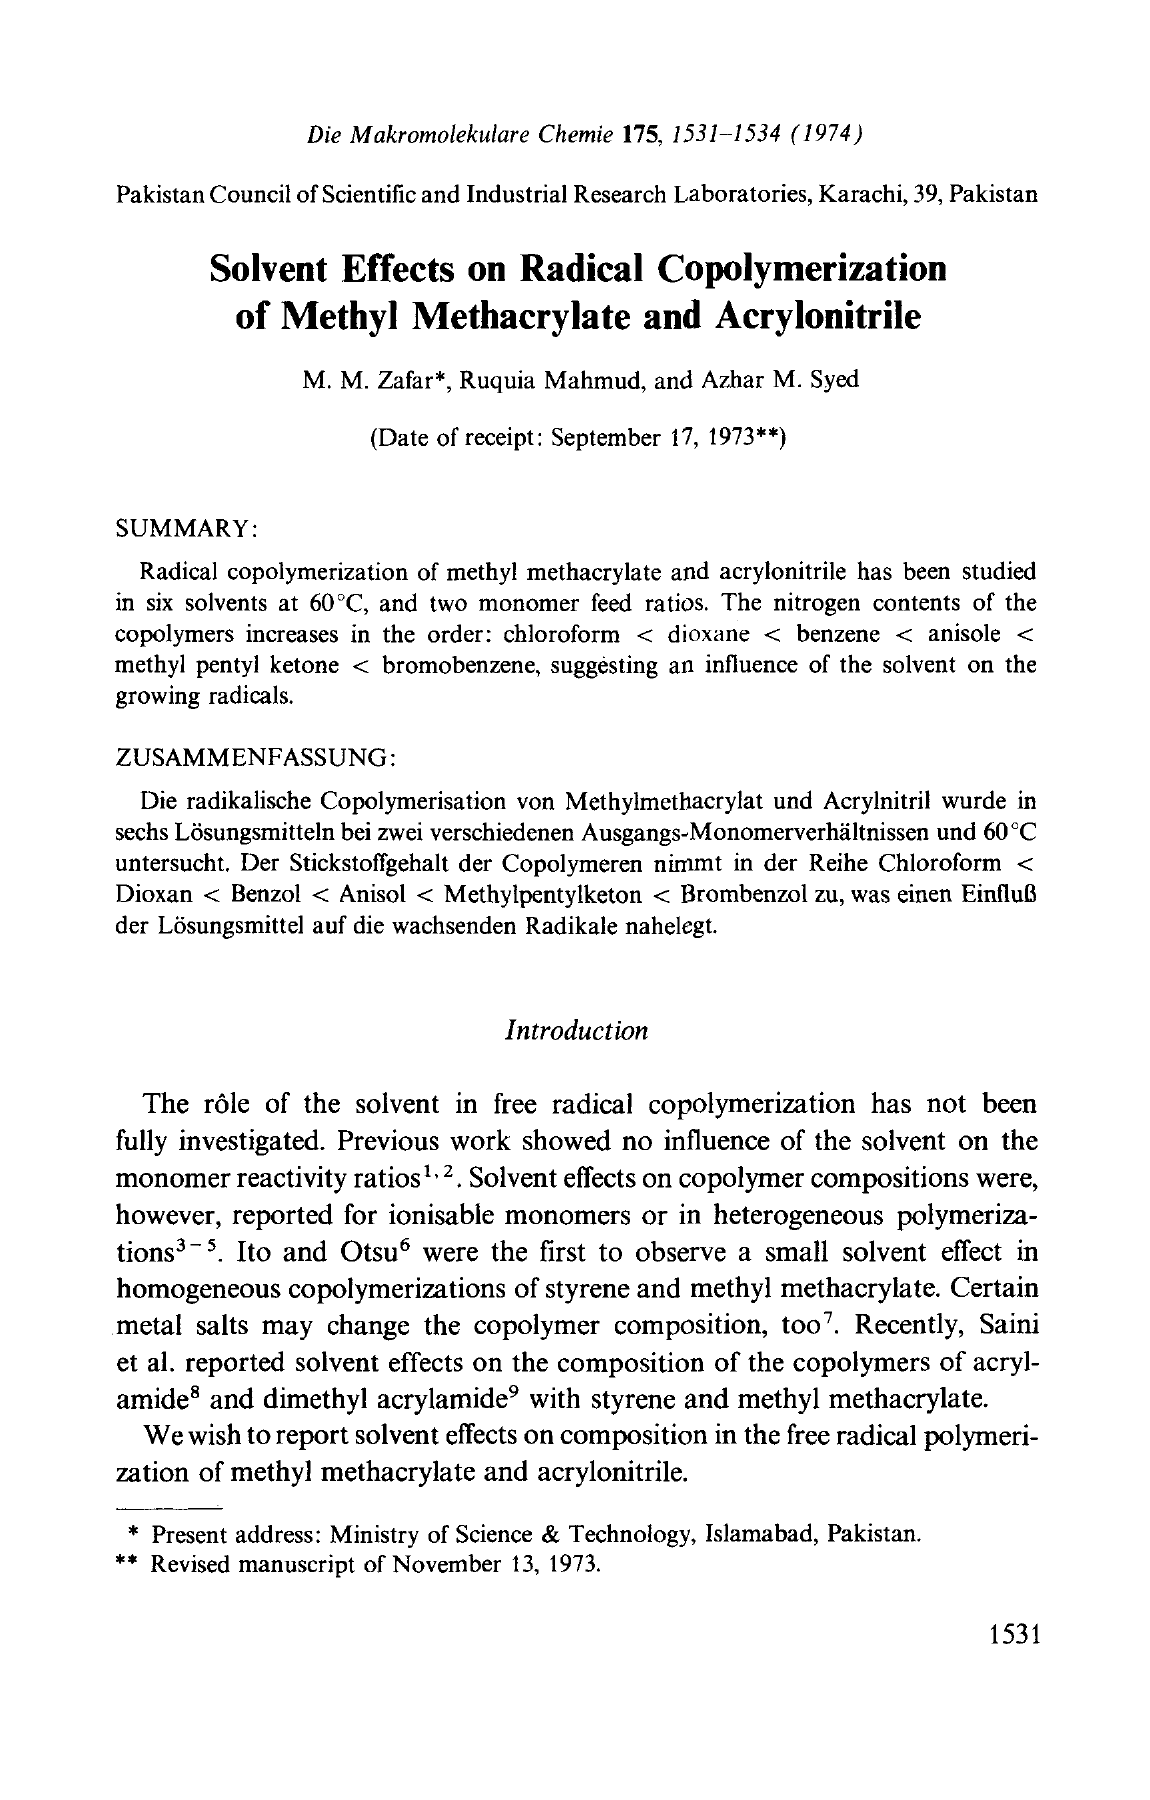 Die Makromolekulare Chemie 175, 1531–1534 (1974)
Pakistan Council of Scientific and Industrial Research Laboratories, Karachi, 39, Pakistan
Solvent Effects on Radical Copolymerization
of Methyl Methacrylate and Acrylonitrile
M. M. Zafar*, Ruquia Mahmud, and Azhar M. Syed
(Date of receipt: September 17, 1973**)
SUMMARY:
Radical copolymerization of methyl methacrylate and acrylonitrile has been studied
in six solvents at 60°C, and two monomer feed ratios. The nitrogen contents of the
copolymers increases in the order: chloroform < dioxane < benzene < anisole <
methyl pentyl ketone < bromobenzene, suggesting an influence of the solvent on the
growing radicals.
ZUSAMMENFASSUNG:
Die radikalische Copolymerisation von Methylmethacrylat und Acrylnitril wurde in
sechs Lösungsmitteln bei zwei verschiedenen Ausgangs-Monomerverhältnissen und 60°C
untersucht. Der Stickstoffgehalt der Copolymeren nimmt in der Reihe Chloroform <
Dioxan < Benzol < Anisol < Methylpentylketon < Brombenzol zu, was einen Einfluß
der Lösungsmittel auf die wachsenden Radikale nahelegt.
Introduction
The rôle of the solvent in free radical copolymerization has not been
fully investigated. Previous work showed no influence of the solvent on the
monomer reactivity ratios¹,². Solvent effects on copolymer compositions were,
however, reported for ionisable monomers or in heterogeneous polymeriza-
tions³⁻⁵. Ito and Otsu⁶ were the first to observe a small solvent effect in
homogeneous copolymerizations of styrene and methyl methacrylate. Certain
metal salts may change the copolymer composition, too⁷. Recently, Saini
et al. reported solvent effects on the composition of the copolymers of acryl-
amide⁸ and dimethyl acrylamide⁹ with styrene and methyl methacrylate.
We wish to report solvent effects on composition in the free radical polymeri-
zation of methyl methacrylate and acrylonitrile.
* Present address: Ministry of Science & Technology, Islamabad, Pakistan.
** Revised manuscript of November 13, 1973.
1531